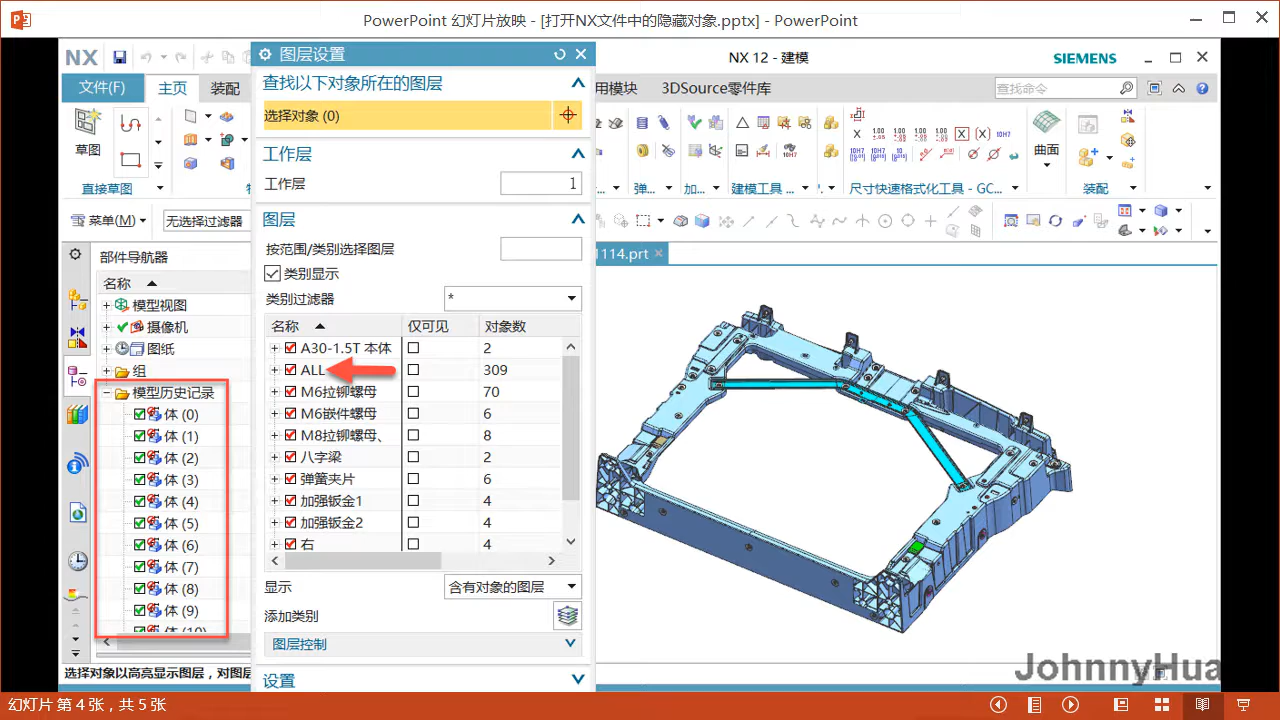 PowerPoint 幻灯片放映 - [打开NX文件中的隐藏对象.pptx] - PowerPoint
NX
图层设置
NX 12 - 建模
SIEMENS
文件(F)
主页
装配
用模块
3DSource零件库
查找命令
查找以下对象所在的图层
选择对象 (0)
草图
曲面
直接草图
弹...
加...
建模工具
尺寸快速格式化工具 - GC...
装配
工作层
工作层
1
菜单(M)
无选择过滤器
图层
1114.prt
按范围/类别选择图层
部件导航器
类别显示
名称
类别过滤器
*
模型视图
摄像机
图纸
组
模型历史记录
体 (0)
体 (1)
体 (2)
体 (3)
体 (4)
体 (5)
体 (6)
体 (7)
体 (8)
体 (9)
体 (10)
名称 仅可见 对象数
A30-1.5T 本体 2
ALL 309
M6拉铆螺母 70
M6嵌件螺母 6
M8拉铆螺母、 8
八字梁 2
弹簧夹片 6
加强钣金1 4
加强钣金2 4
右 4
显示
含有对象的图层
添加类别
图层控制
设置
选择对象以高亮显示图层，对图层
JohnnyHua
幻灯片 第 4 张，共 5 张